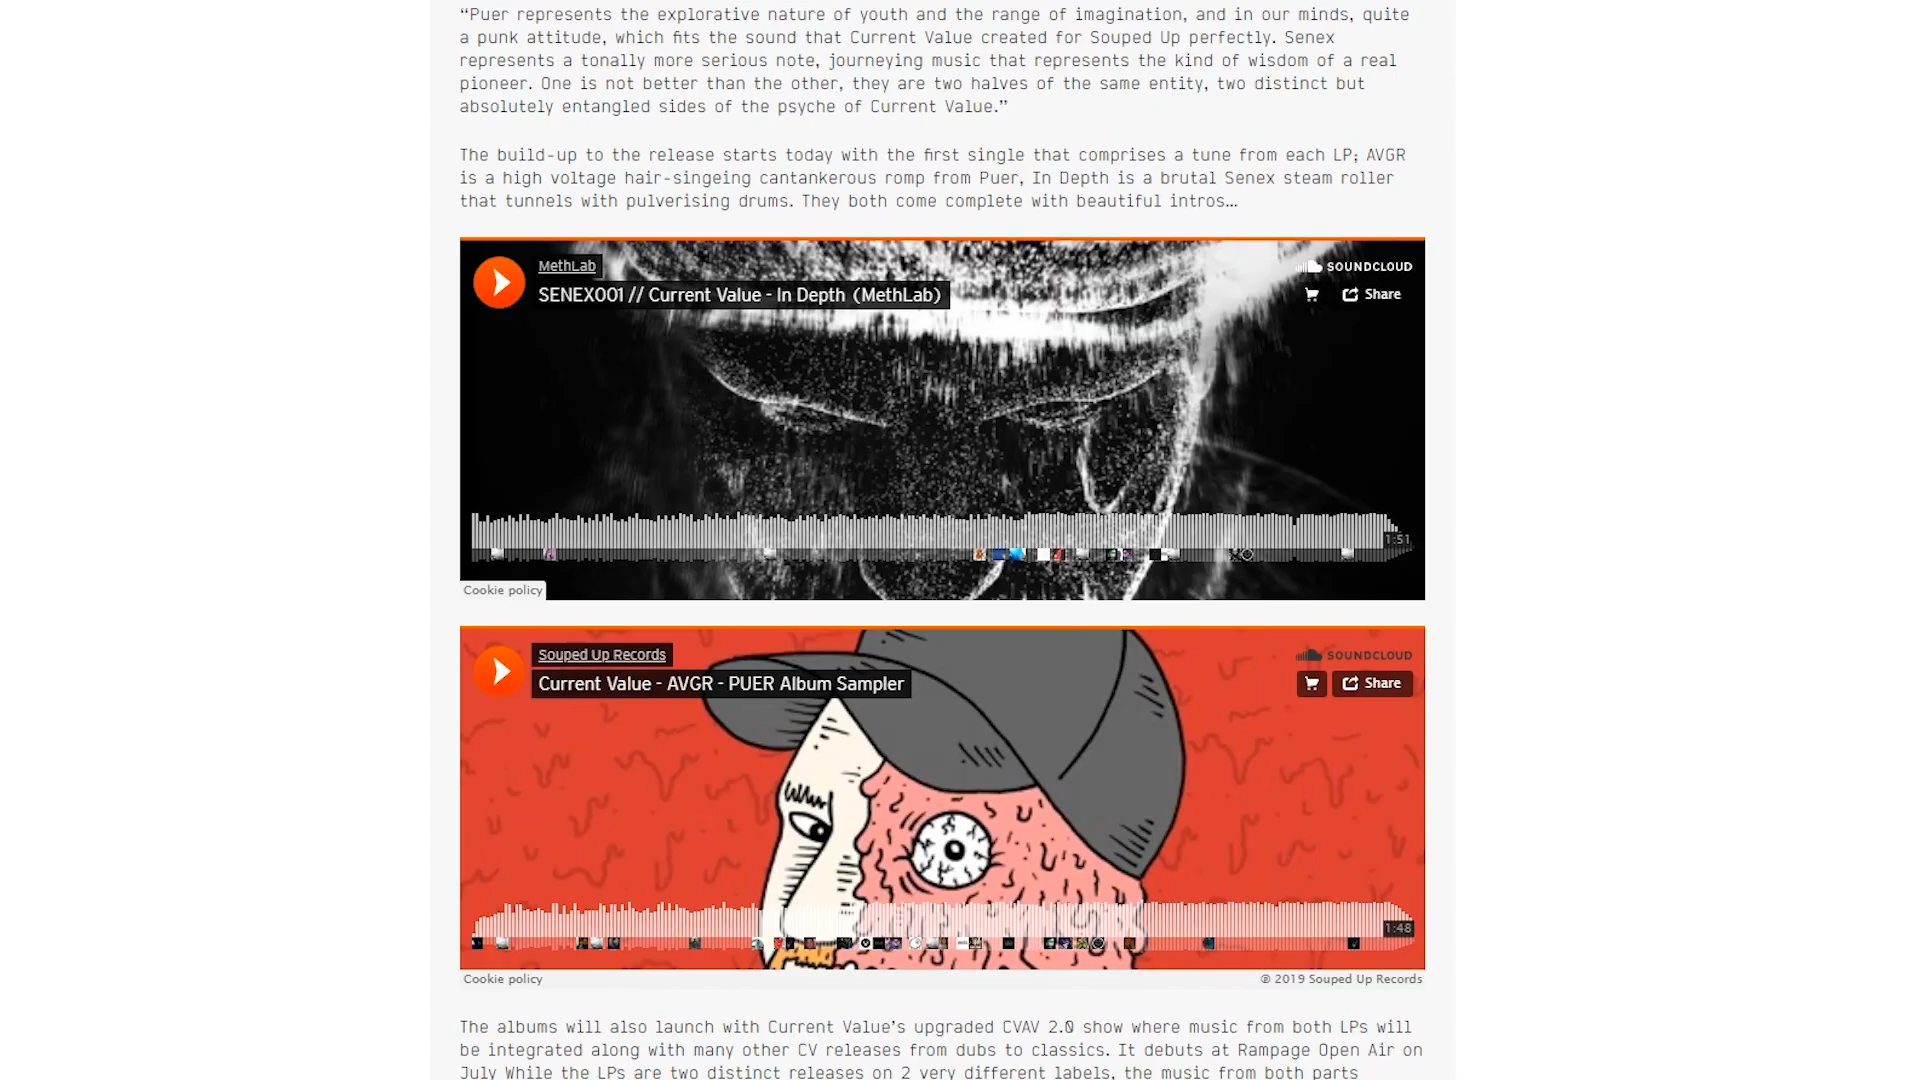 “Puer represents the explorative nature of youth and the range of imagination, and in our minds, quite
a punk attitude, which fits the sound that Current Value created for Souped Up perfectly. Senex
represents a tonally more serious note, journeying music that represents the kind of wisdom of a real
pioneer. One is not better than the other, they are two halves of the same entity, two distinct but
absolutely entangled sides of the psyche of Current Value.”
The build-up to the release starts today with the first single that comprises a tune from each LP; AVGR
is a high voltage hair-singeing cantankerous romp from Puer, In Depth is a brutal Senex steam roller
that tunnels with pulverising drums. They both come complete with beautiful intros…
MethLab
SOUNDCLOUD
SENEX001 // Current Value - In Depth (MethLab)
Share
1:51
Cookie policy
Souped Up Records
SOUNDCLOUD
Current Value - AVGR - PUER Album Sampler
Share
1:48
Cookie policy
℗ 2019 Souped Up Records
The albums will also launch with Current Value’s upgraded CVAV 2.0 show where music from both LPs will
be integrated along with many other CV releases from dubs to classics. It debuts at Rampage Open Air on
July While the LPs are two distinct releases on 2 very different labels, the music from both parts